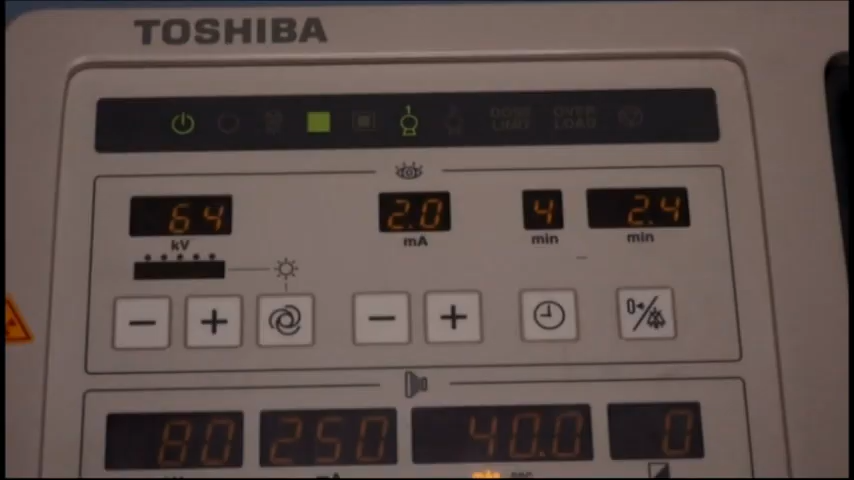 TOSHIBA
DOSE LIMIT
OVER LOAD
64
2.0
4
2.4
kV
mA
min
min
80
250
40.0
0